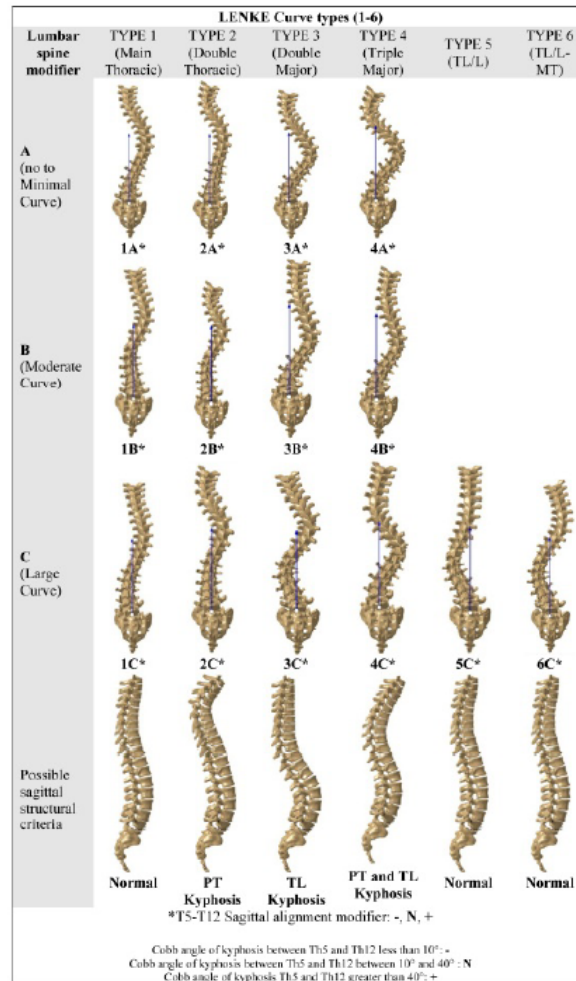 LENKE Curve types (1-6)
Lumbar spine modifier
TYPE 1 (Main Thoracic)
TYPE 2 (Double Thoracic)
TYPE 3 (Double Major)
TYPE 4 (Triple Major)
TYPE 5 (TL/L)
TYPE 6 (TL/L-MT)
A
(no to
Minimal
Curve)
1A* 2A* 3A* 4A*
B
(Moderate
Curve)
1B* 2B* 3B* 4B*
C
(Large
Curve)
1C* 2C* 3C* 4C* 5C* 6C*
Possible
sagittal
structural
criteria
Normal
PT Kyphosis
TL Kyphosis
PT and TL Kyphosis
Normal
Normal
*T5-T12 Sagittal alignment modifier: -, N, +
Cobb angle of kyphosis between Th5 and Th12 less than 10°: -
Cobb angle of kyphosis between Th5 and Th12 between 10° and 40° : N
Cobb angle of kyphosis Th5 and Th12 greater than 40°: +